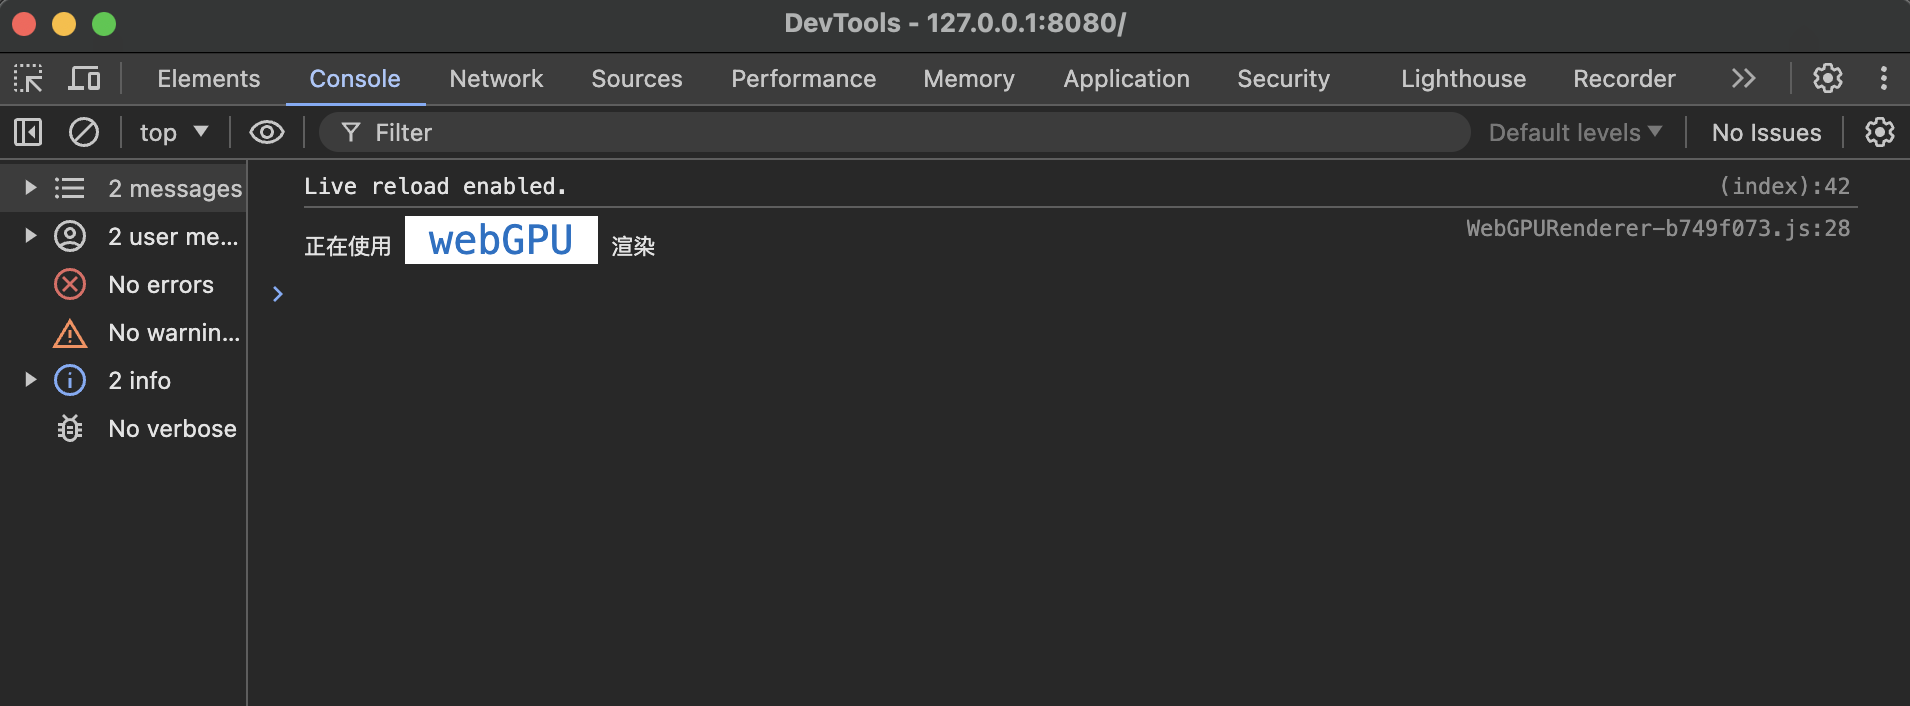 DevTools - 127.0.0.1:8080/
Elements Console Network Sources Performance Memory Application Security Lighthouse Recorder
top Filter Default levels No Issues
2 messages
2 user me...
No errors
No warnin...
2 info
No verbose
Live reload enabled. (index):42
正在使用 webGPU 渲染 WebGPURenderer-b749f073.js:28